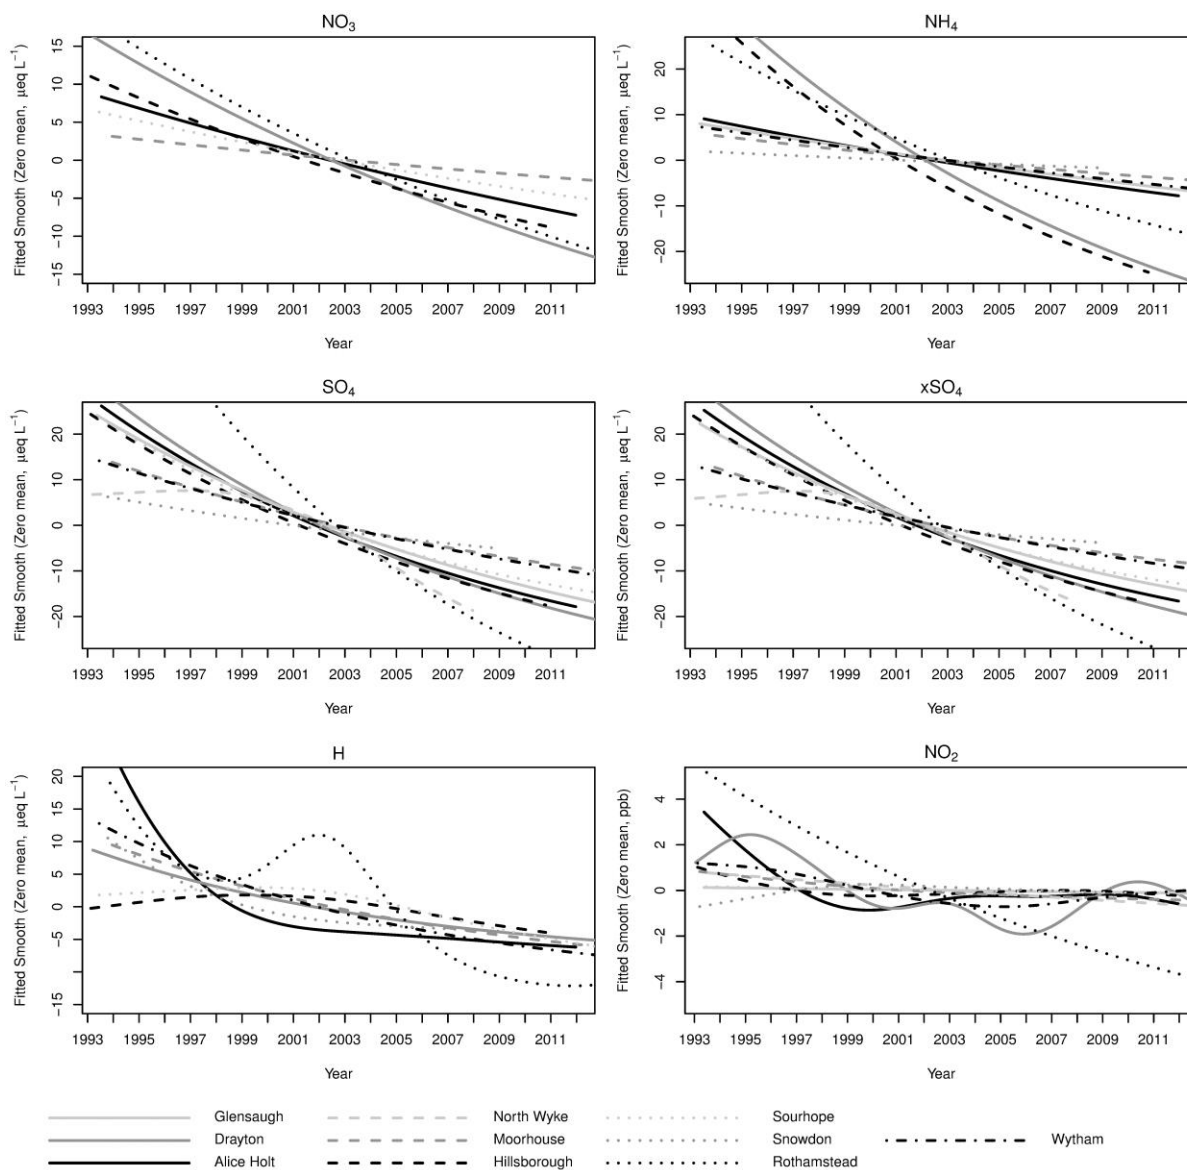 NO₃
Fitted Smooth (Zero mean, µeq L⁻¹)
15
10
5
0
−5
−10
−15
1993 1995 1997 1999 2001 2003 2005 2007 2009 2011
Year
NH₄
Fitted Smooth (Zero mean, µeq L⁻¹)
20
10
0
−10
−20
1993 1995 1997 1999 2001 2003 2005 2007 2009 2011
Year
SO₄
Fitted Smooth (Zero mean, µeq L⁻¹)
20
10
0
−10
−20
1993 1995 1997 1999 2001 2003 2005 2007 2009 2011
Year
xSO₄
Fitted Smooth (Zero mean, µeq L⁻¹)
20
10
0
−10
−20
1993 1995 1997 1999 2001 2003 2005 2007 2009 2011
Year
H
Fitted Smooth (Zero mean, µeq L⁻¹)
20
15
10
5
0
−5
−15
1993 1995 1997 1999 2001 2003 2005 2007 2009 2011
Year
NO₂
Fitted Smooth (Zero mean, ppb)
4
2
0
−2
−4
1993 1995 1997 1999 2001 2003 2005 2007 2009 2011
Year
Glensaugh North Wyke Sourhope
Drayton Moorhouse Snowdon Wytham
Alice Holt Hillsborough Rothamstead